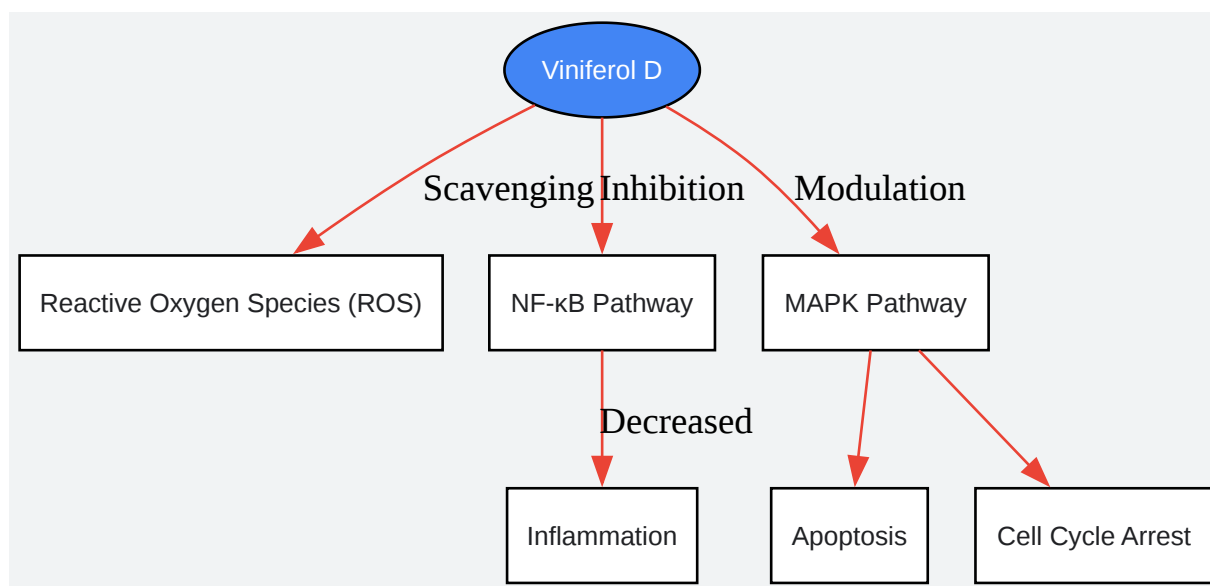 Viniferol D
Scavenging
Inhibition
Modulation
Reactive Oxygen Species (ROS)
NF-κB Pathway
MAPK Pathway
Decreased
Inflammation
Apoptosis
Cell Cycle Arrest